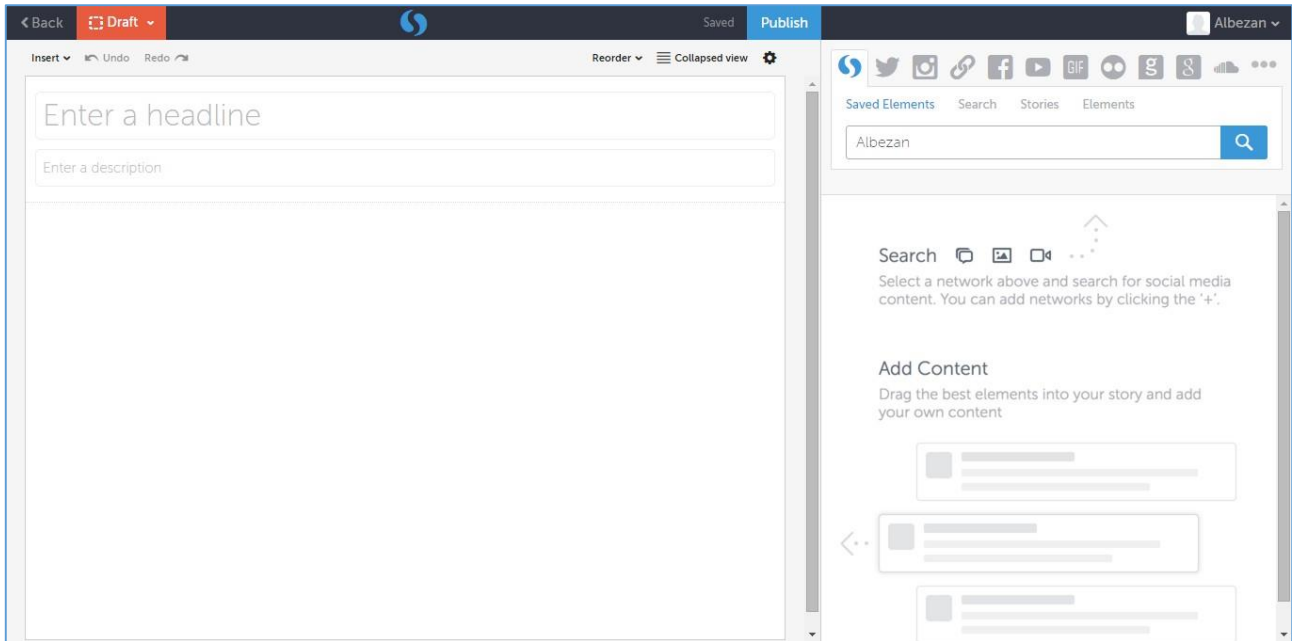 Back Draft Saved Publish Albezan
Insert Undo Redo Reorder Collapsed view
Enter a headline
Enter a description
GIF g 8
Saved Elements Search Stories Elements
Albezan
Search
Select a network above and search for social media
content. You can add networks by clicking the '+'.
Add Content
Drag the best elements into your story and add
your own content